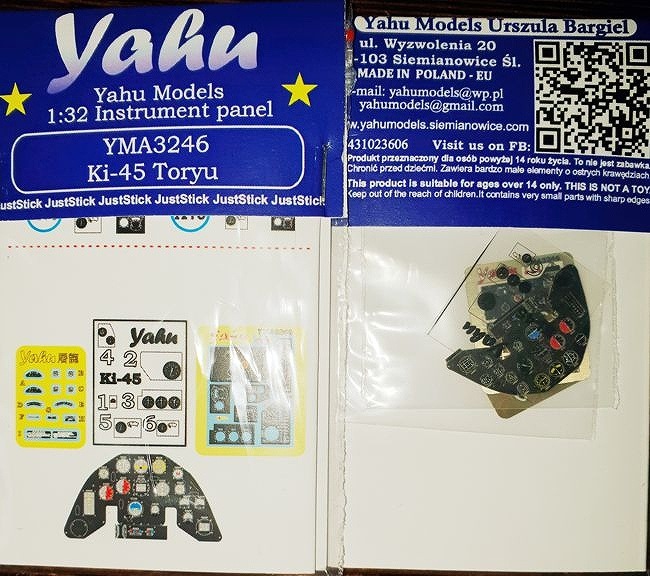 Yahu
Yahu Models
1:32 Instrument panel
YMA3246
Ki-45 Toryu
JustStick JustStick JustStick JustStick JustStick
Yahu
4 2
Ki-45
1 3
5 6
Yahu Models Urszula Bargiel
ul. Wyzwolenia 20
-103 Siemianowice Śl.
MADE IN POLAND - EU
-mail: yahumodels@wp.pl
yahumodels@gmail.com
w.yahumodels.siemianowice.com
431023606 Visit us on FB:
Produkt przeznaczony dla osób powyżej 14 roku życia. To nie jest zabawka.
Chronić przed dziećmi. Zawiera bardzo małe elementy o ostrych krawędziach
This product is suitable for ages over 14 only. THIS IS NOT A TOY.
Keep out of the reach of children.It contains very small parts with sharp edges